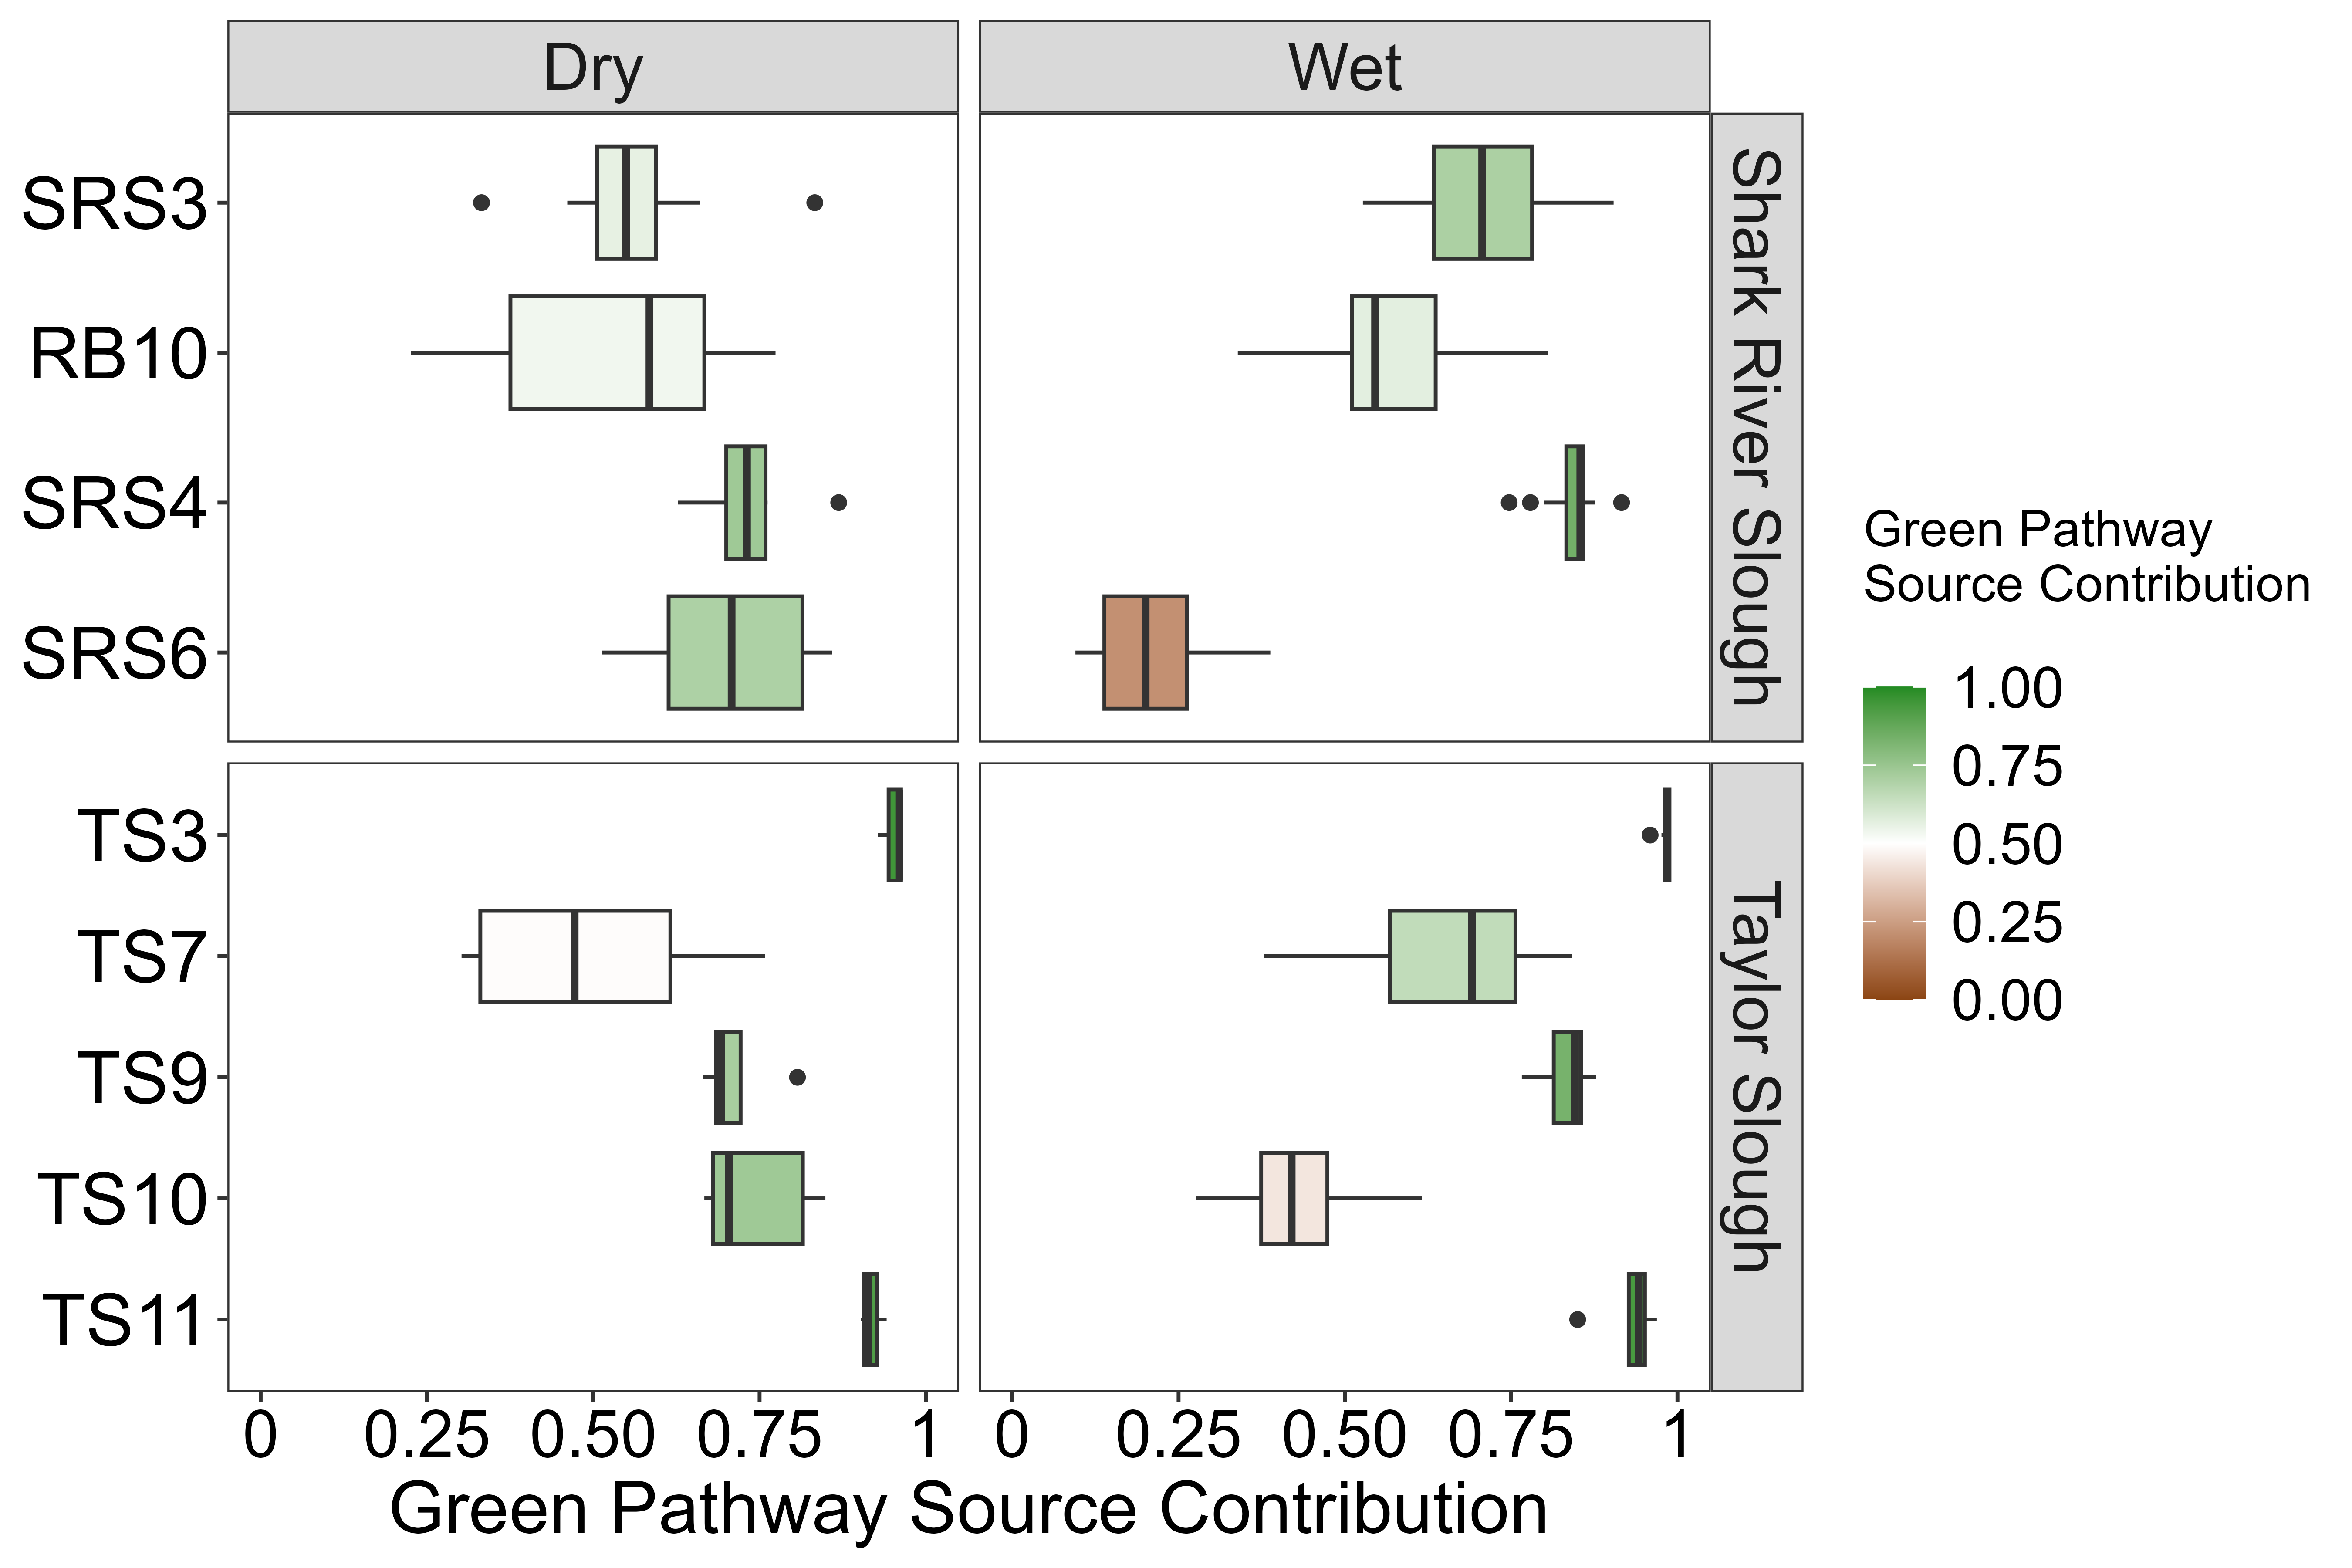 Dry
Wet
SRS3
RB10
SRS4
SRS6
Shark River Slough
TS3
TS7
TS9
TS10
TS11
Taylor Slough
0
0.25
0.50
0.75
1
0
0.25
0.50
0.75
1
Green Pathway Source Contribution
Green Pathway
Source Contribution
1.00
0.75
0.50
0.25
0.00